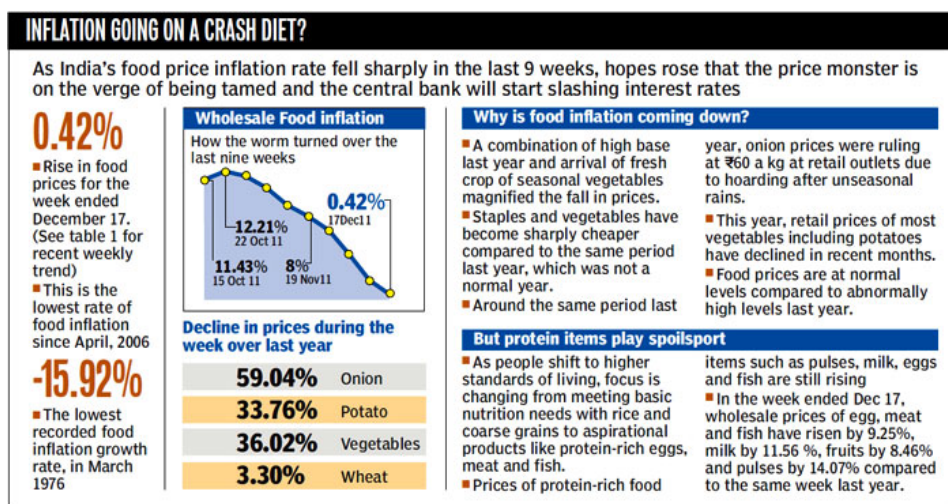 INFLATION GOING ON A CRASH DIET?
As India's food price inflation rate fell sharply in the last 9 weeks, hopes rose that the price monster is
on the verge of being tamed and the central bank will start slashing interest rates
0.42%
Rise in food
prices for the
week ended
December 17.
(See table 1 for
recent weekly
trend)
This is the
lowest rate of
food inflation
since April, 2006
-15.92%
The lowest
recorded food
inflation growth
rate, in March
1976
Wholesale Food inflation
How the worm turned over the
last nine weeks
0.42%
17Dec11
12.21%
22 Oct 11
11.43%
15 Oct 11
8%
19 Nov11
Decline in prices during the
week over last year
59.04% Onion
33.76% Potato
36.02% Vegetables
3.30% Wheat
Why is food inflation coming down?
A combination of high base
last year and arrival of fresh
crop of seasonal vegetables
magnified the fall in prices.
Staples and vegetables have
become sharply cheaper
compared to the same period
last year, which was not a
normal year.
Around the same period last
year, onion prices were ruling
at ₹60 a kg at retail outlets due
to hoarding after unseasonal
rains.
This year, retail prices of most
vegetables including potatoes
have declined in recent months.
Food prices are at normal
levels compared to abnormally
high levels last year.
But protein items play spoilsport
As people shift to higher
standards of living, focus is
changing from meeting basic
nutrition needs with rice and
coarse grains to aspirational
products like protein-rich eggs,
meat and fish.
Prices of protein-rich food
items such as pulses, milk, eggs
and fish are still rising
In the week ended Dec 17,
wholesale prices of egg, meat
and fish have risen by 9.25%,
milk by 11.56 %, fruits by 8.46%
and pulses by 14.07% compared
to the same week last year.